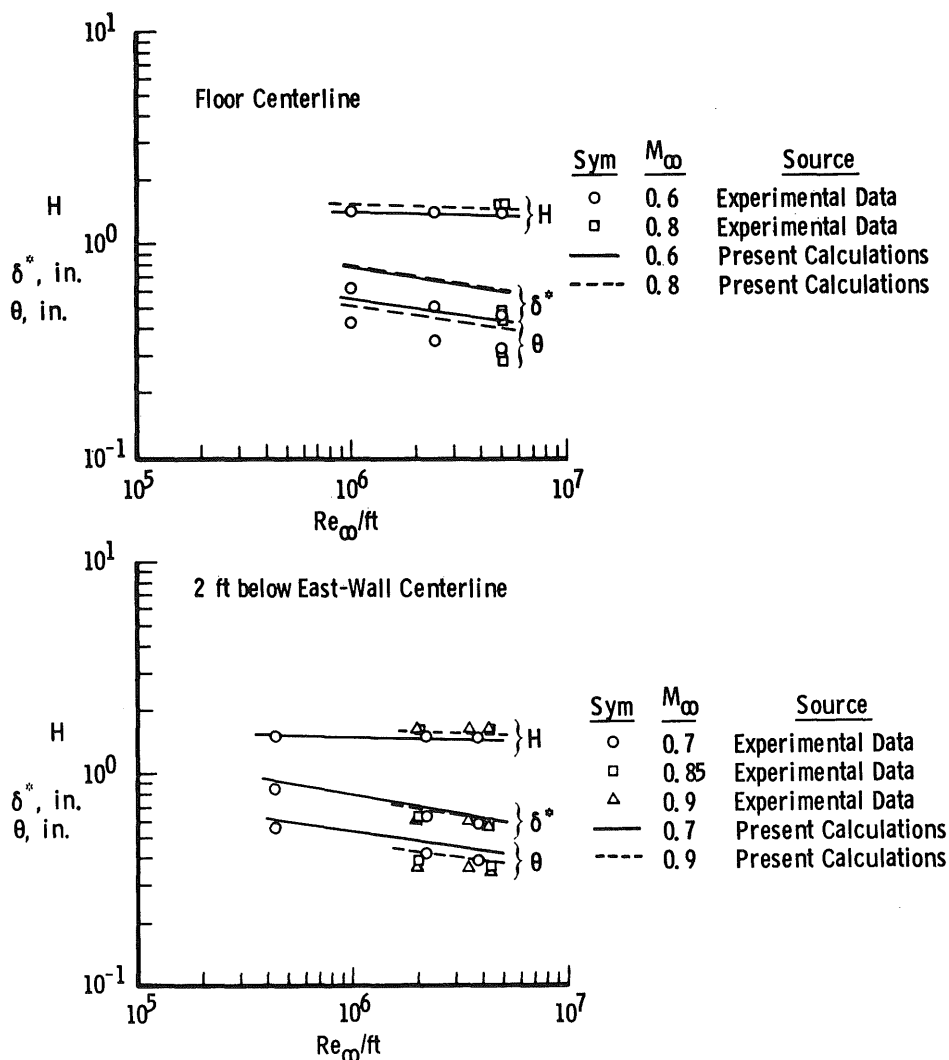 10¹
Floor Centerline
Sym M∞ Source
○ 0.6 Experimental Data
□ 0.8 Experimental Data
0.6 Present Calculations
0.8 Present Calculations
H
10⁰
δ*, in.
θ, in.
} H
} δ*
} θ
10⁻¹
10⁵ 10⁶ 10⁷
Re∞/ft
10¹
2 ft below East-Wall Centerline
Sym M∞ Source
○ 0.7 Experimental Data
□ 0.85 Experimental Data
△ 0.9 Experimental Data
0.7 Present Calculations
0.9 Present Calculations
H
10⁰
δ*, in.
θ, in.
} H
} δ*
} θ
10⁻¹
10⁵ 10⁶ 10⁷
Re∞/ft